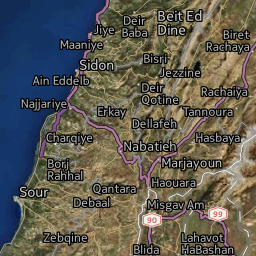 Beit Ed
Dine
Deir
Baba
Jiye
Maaniye
Biret
Rachaya
Sidon
Bisri
Jezzine
Ain Eddelb
Deir
Qotine
Rachaiya
Najjariye
Erkay
Tannoura
Dellafeh
Charqiye
Hasbaya
Nabatieh
Borj
Rahhal
Marjayoun
Haouara
Sour
Qantara
Debaal
Misgav Am
90
99
Zebqine
Blida
Lahavot
HaBashan